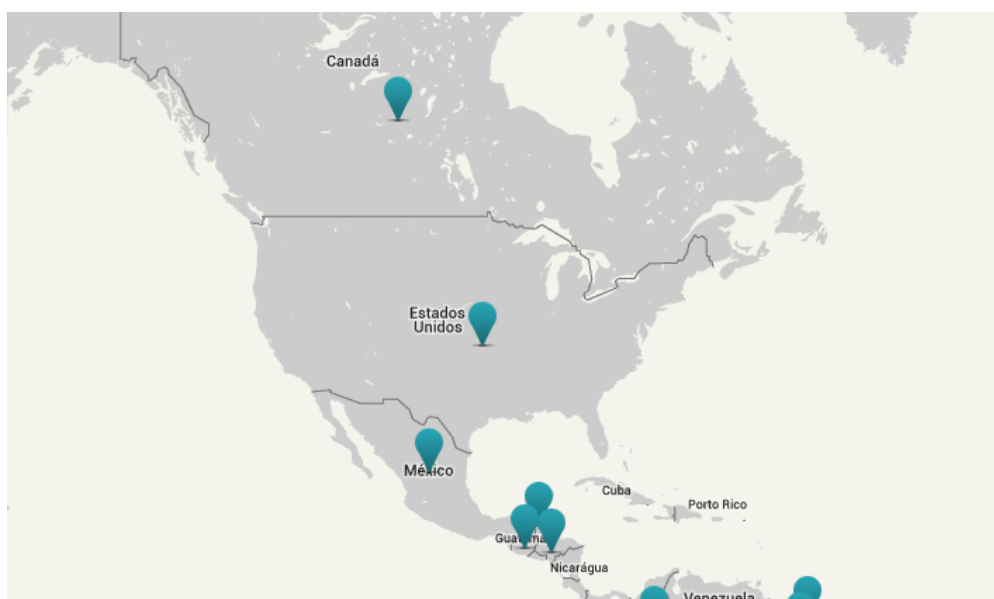 Canadá
Estados
Unidos
México
Cuba
Porto Rico
Nicarágua
Venezuela